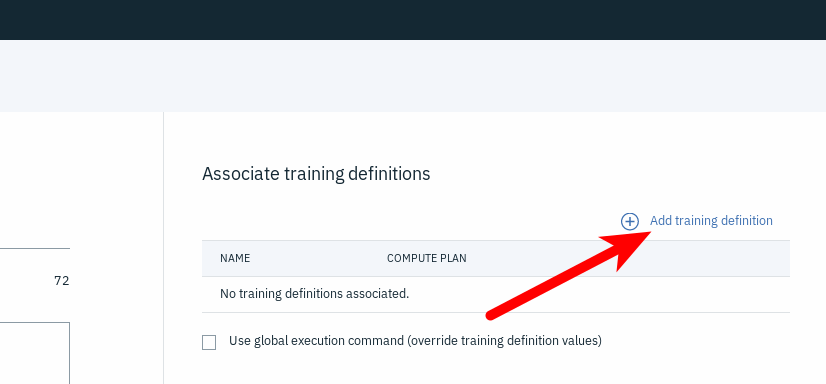 Associate training definitions
Add training definition
NAME COMPUTE PLAN
72
No training definitions associated.
Use global execution command (override training definition values)